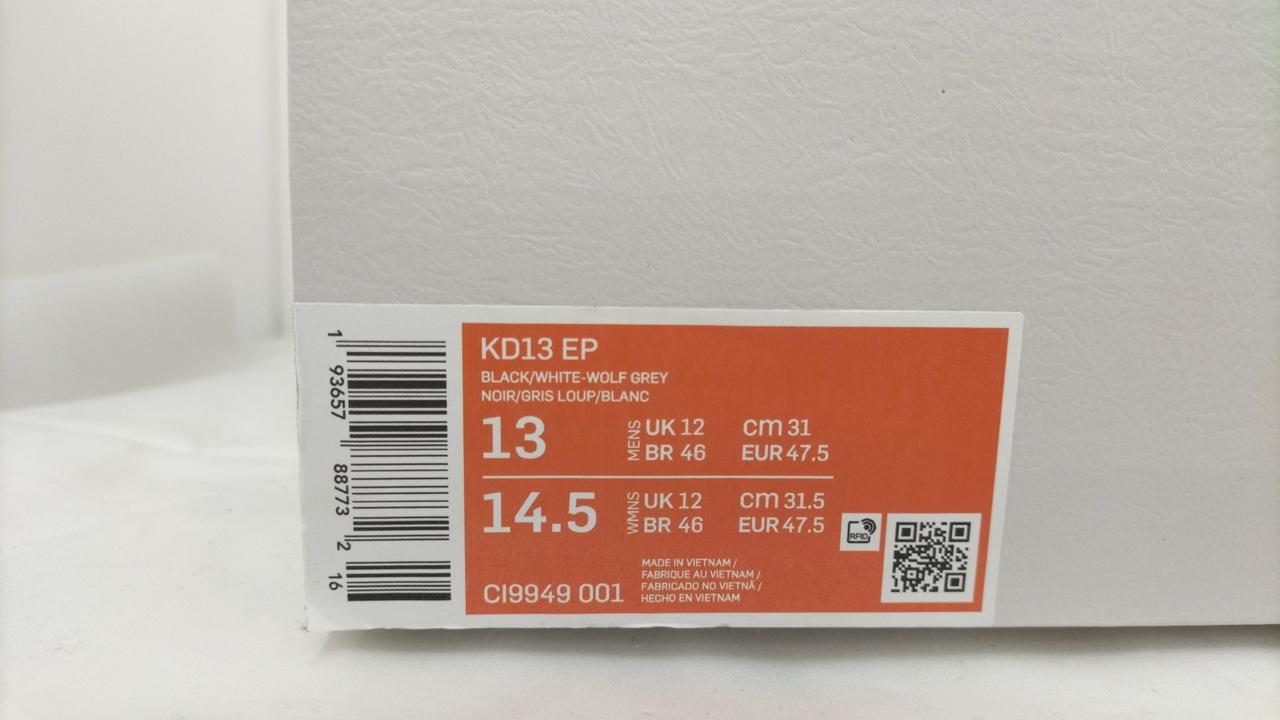 1 93657 88773 2 16
KD13 EP
BLACK/WHITE-WOLF GREY
NOIR/GRIS LOUP/BLANC
13 MENS UK 12 cm 31
BR 46 EUR 47.5
14.5 WMNS UK 12 cm 31.5
BR 46 EUR 47.5
RFID
CI9949 001
MADE IN VIETNAM /
FABRIQUE AU VIETNAM /
FABRICADO NO VIETNÃ /
HECHO EN VIETNAM